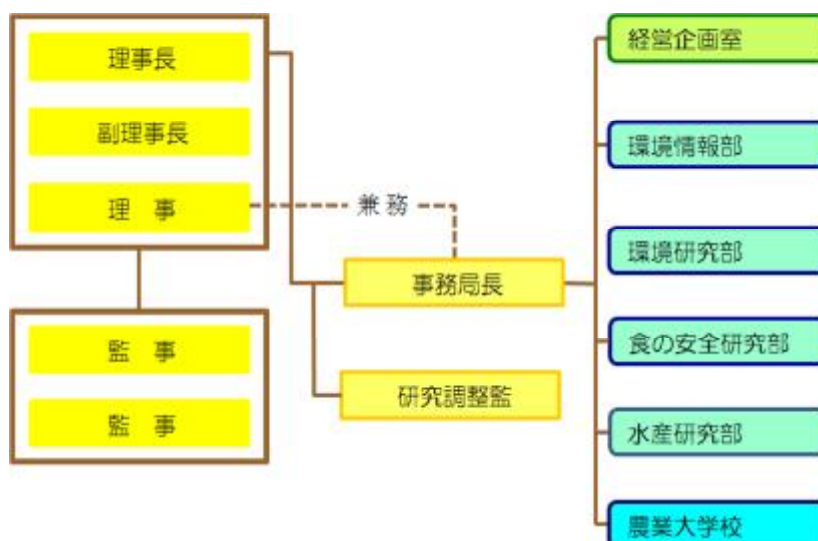 理事長
副理事長
理　事
監　事
監　事
兼務
事務局長
研究調整監
経営企画室
環境情報部
環境研究部
食の安全研究部
水産研究部
農業大学校